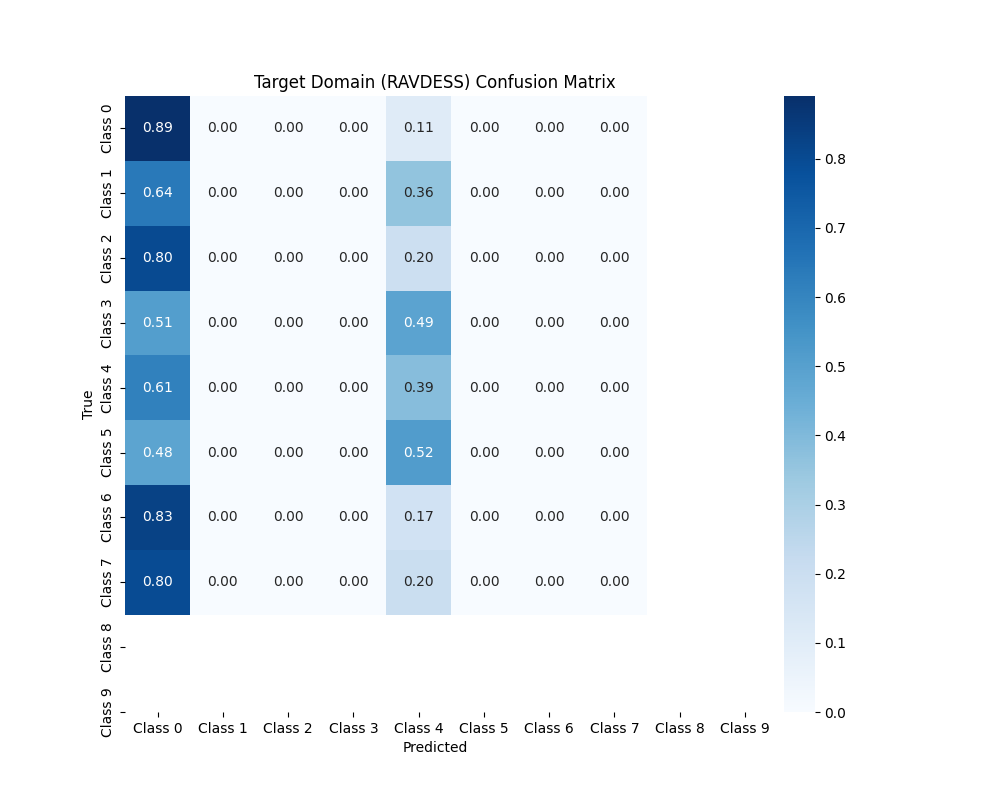 Target Domain (RAVDESS) Confusion Matrix
Class 0 0.89 0.00 0.00 0.00 0.11 0.00 0.00 0.00
Class 1 0.64 0.00 0.00 0.00 0.36 0.00 0.00 0.00
Class 2 0.80 0.00 0.00 0.00 0.20 0.00 0.00 0.00
Class 3 0.51 0.00 0.00 0.00 0.49 0.00 0.00 0.00
Class 4 0.61 0.00 0.00 0.00 0.39 0.00 0.00 0.00
Class 5 0.48 0.00 0.00 0.00 0.52 0.00 0.00 0.00
Class 6 0.83 0.00 0.00 0.00 0.17 0.00 0.00 0.00
Class 7 0.80 0.00 0.00 0.00 0.20 0.00 0.00 0.00
Class 8
Class 9
True
Class 0 Class 1 Class 2 Class 3 Class 4 Class 5 Class 6 Class 7 Class 8 Class 9
Predicted
0.8
0.7
0.6
0.5
0.4
0.3
0.2
0.1
0.0